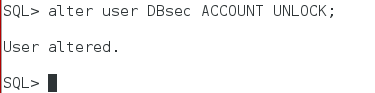 SQL> alter user DBsec ACCOUNT UNLOCK;
User altered.
SQL>